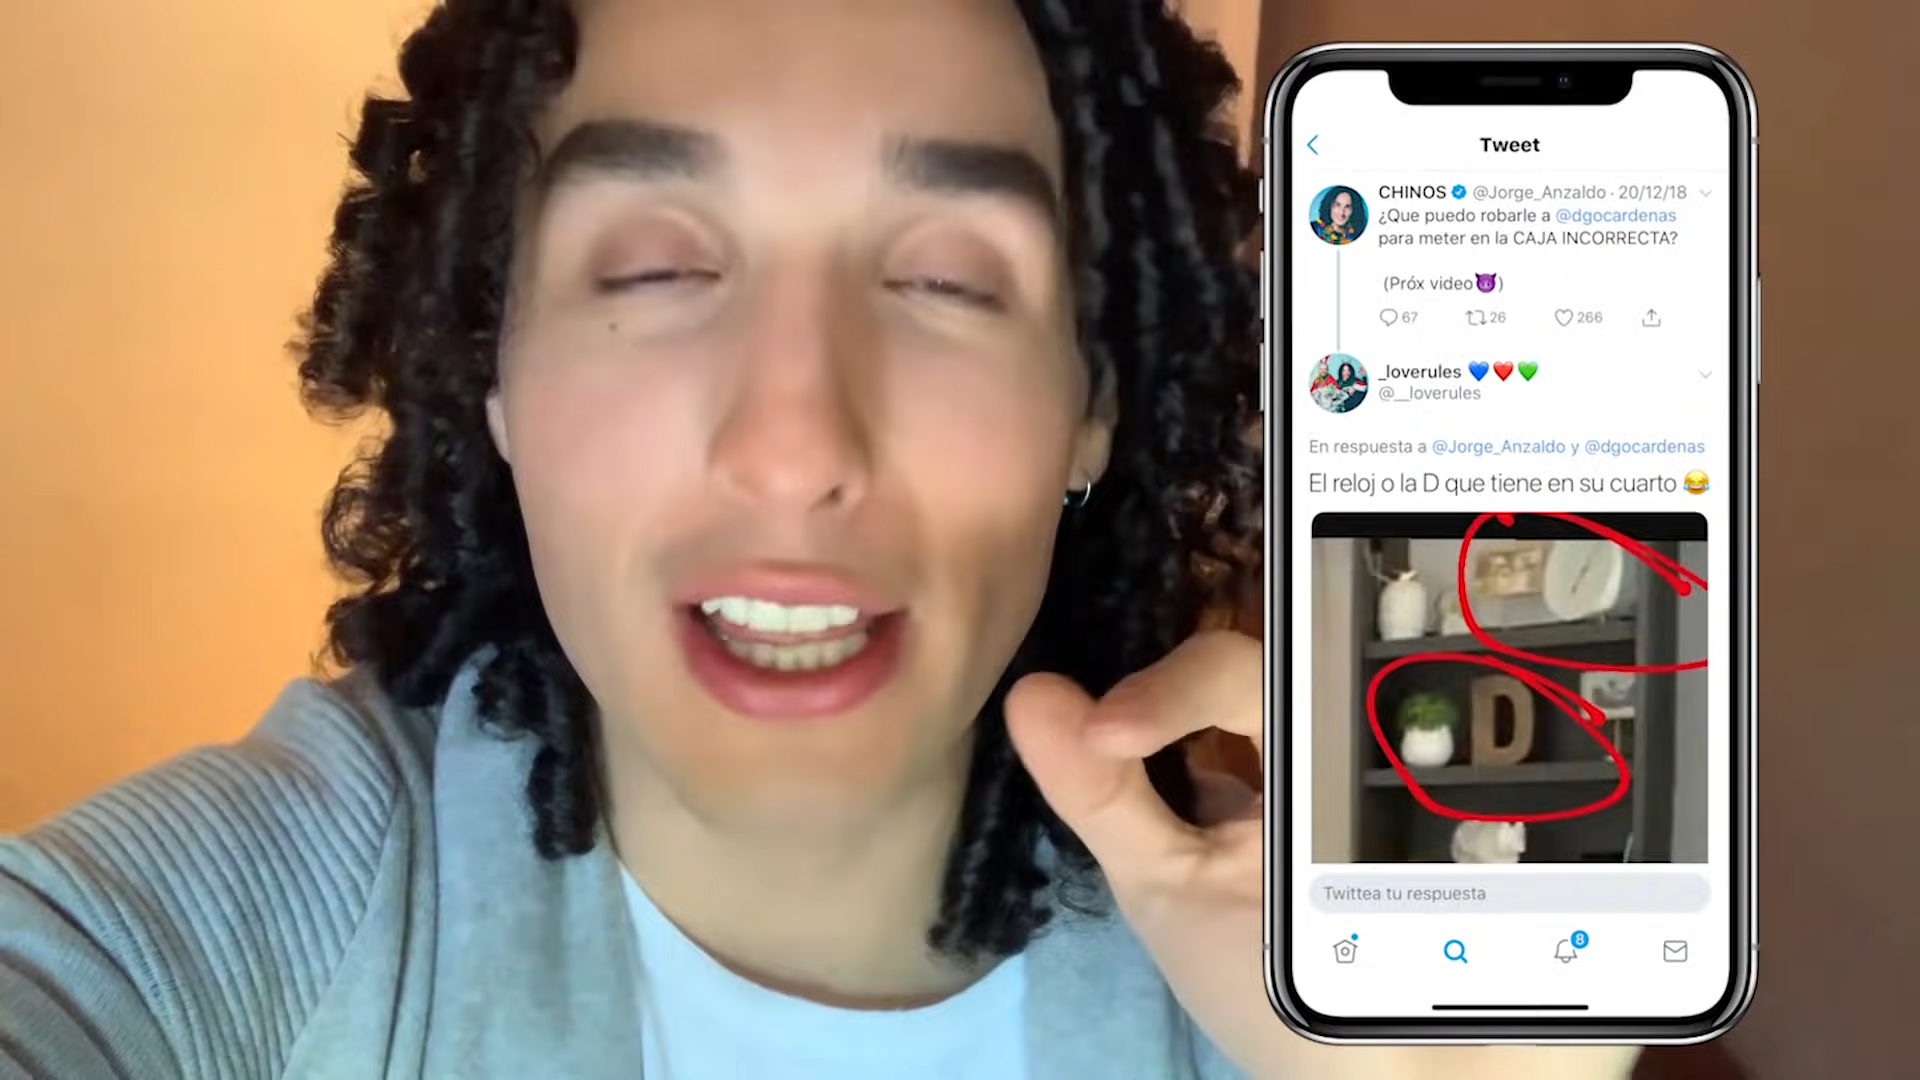 Tweet
CHINOS @Jorge_Anzaldo · 20/12/18
¿Que puedo robarle a @dgocardenas
para meter en la CAJA INCORRECTA?
(Próx video😈)
67 26 266
_loverules 💙❤️💚
@__loverules
En respuesta a @Jorge_Anzaldo y @dgocardenas
El reloj o la D que tiene en su cuarto 😂
D
Twittea tu respuesta
8